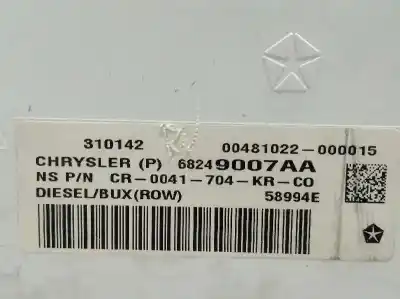 310142 00481022-000015
CHRYSLER (P) 68249007AA
NS P/N CR-0041-704-KR-CO
DIESEL/BUX(ROW) 58994E